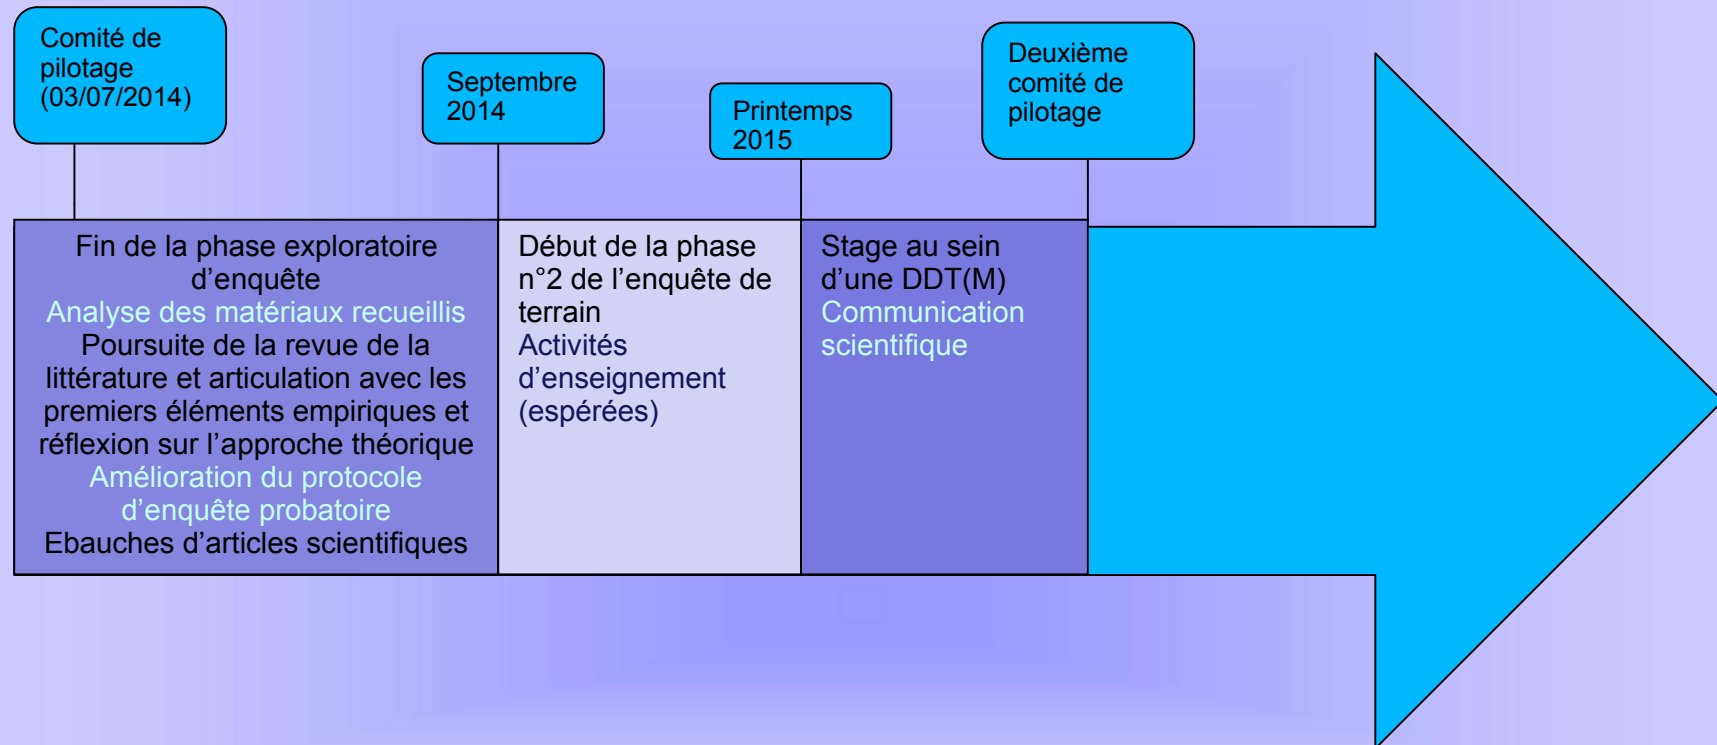 Comité de
pilotage
(03/07/2014)
Septembre
2014
Printemps
2015
Deuxième
comité de
pilotage
Fin de la phase exploratoire
d’enquête
Analyse des matériaux recueillis
Poursuite de la revue de la
littérature et articulation avec les
premiers éléments empiriques et
réflexion sur l’approche théorique
Amélioration du protocole
d’enquête probatoire
Ebauches d’articles scientifiques
Début de la phase
n°2 de l’enquête de
terrain
Activités
d’enseignement
(espérées)
Stage au sein
d’une DDT(M)
Communication
scientifique